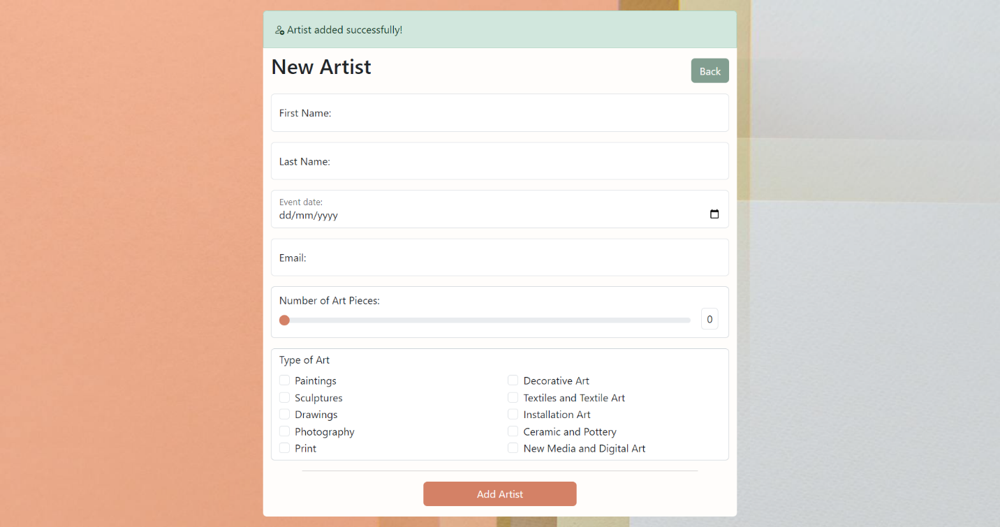 Artist added successfully!
New Artist
Back
First Name:
Last Name:
Event date:
dd/mm/yyyy
Email:
Number of Art Pieces:
0
Type of Art
Paintings
Sculptures
Drawings
Photography
Print
Decorative Art
Textiles and Textile Art
Installation Art
Ceramic and Pottery
New Media and Digital Art
Add Artist